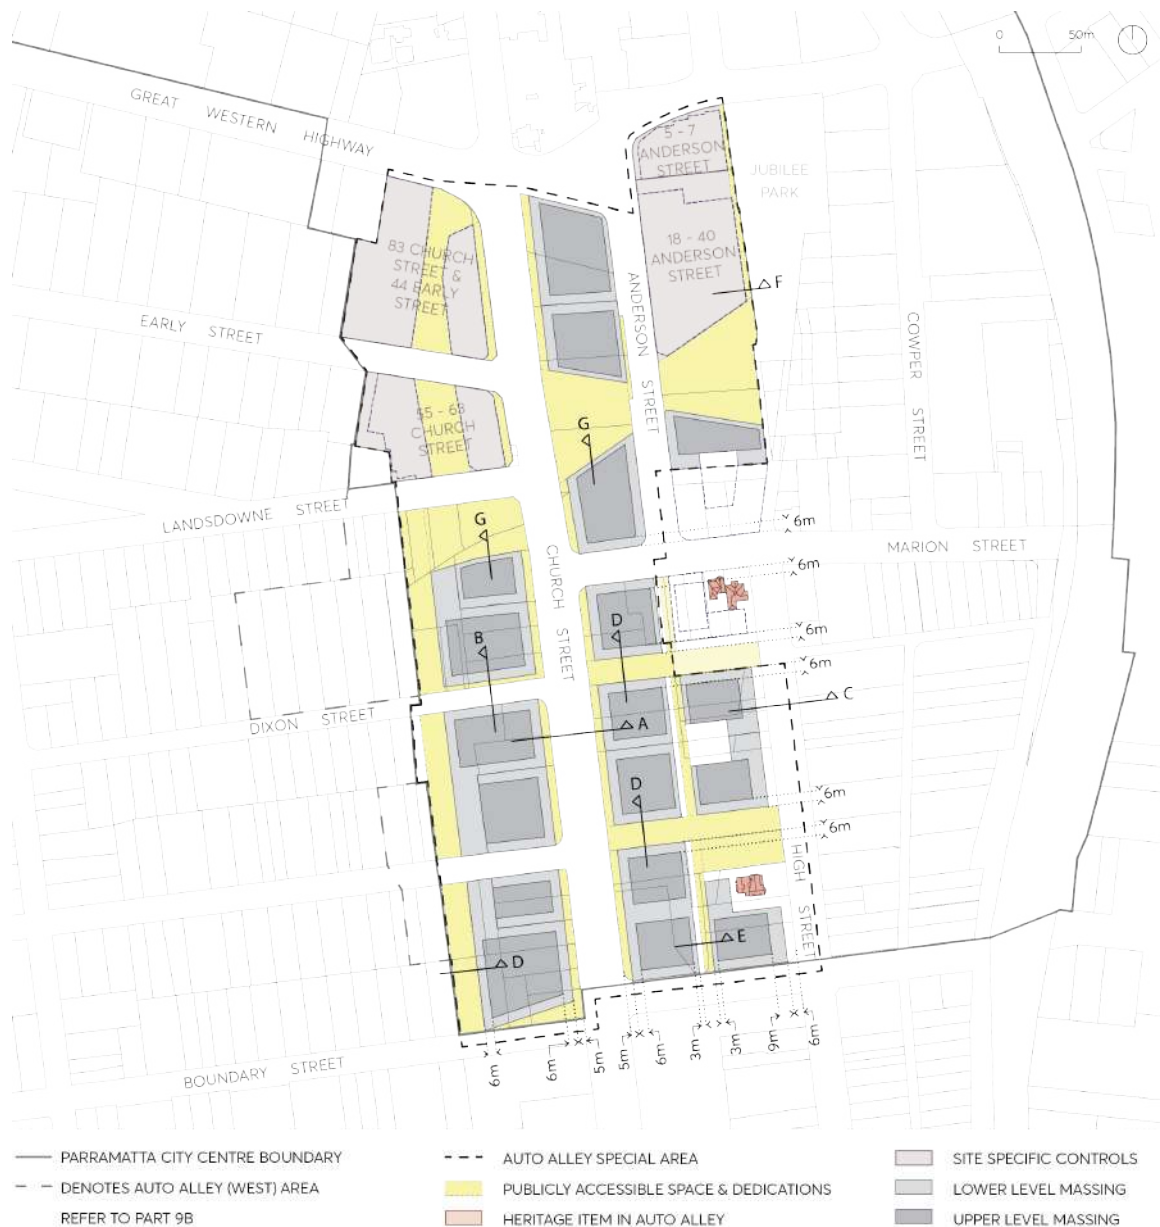 0 50m
GREAT WESTERN HIGHWAY
5 - 7
ANDERSON
STREET
JUBILEE
PARK
83 CHURCH
STREET &
44 EARLY
STREET
18 - 40
ANDERSON
STREET
F
ANDERSON STREET
EARLY STREET
COWPER STREET
CHURCH
STREET
G
LANDSDOWNE STREET
G
6m
MARION STREET
CHURCH STREET
6m
D
B
6m
6m
C
DIXON STREET
A
D
6m
6m
HIGH STREET
E
D
6m
6m
5m
5m
6m
3m
3m
9m
6m
BOUNDARY STREET
PARRAMATTA CITY CENTRE BOUNDARY
DENOTES AUTO ALLEY (WEST) AREA
REFER TO PART 9B
AUTO ALLEY SPECIAL AREA
PUBLICLY ACCESSIBLE SPACE & DEDICATIONS
HERITAGE ITEM IN AUTO ALLEY
SITE SPECIFIC CONTROLS
LOWER LEVEL MASSING
UPPER LEVEL MASSING